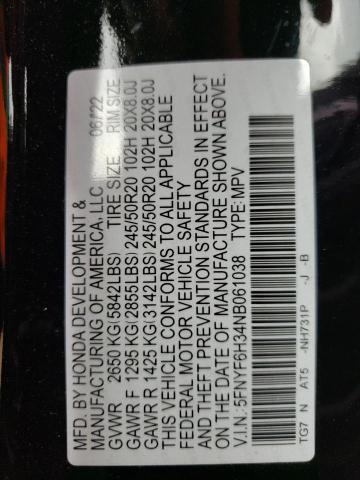 MFD. BY HONDA DEVELOPMENT &
MANUFACTURING OF AMERICA, LLC. 06/22
GVWR 2650 KG(5842LBS) TIRE SIZE RIM SIZE
GAWR F 1295 KG(2855LBS) 245/50R20 102H 20X8.0J
GAWR R 1425 KG(3142LBS) 245/50R20 102H 20X8.0J
THIS VEHICLE CONFORMS TO ALL APPLICABLE
FEDERAL MOTOR VEHICLE SAFETY
AND THEFT PREVENTION STANDARDS IN EFFECT
ON THE DATE OF MANUFACTURE SHOWN ABOVE.
V.I.N.: 5FNYF6H34NB061038 TYPE: MPV
TG7 N AT5 -NH731P -J -B